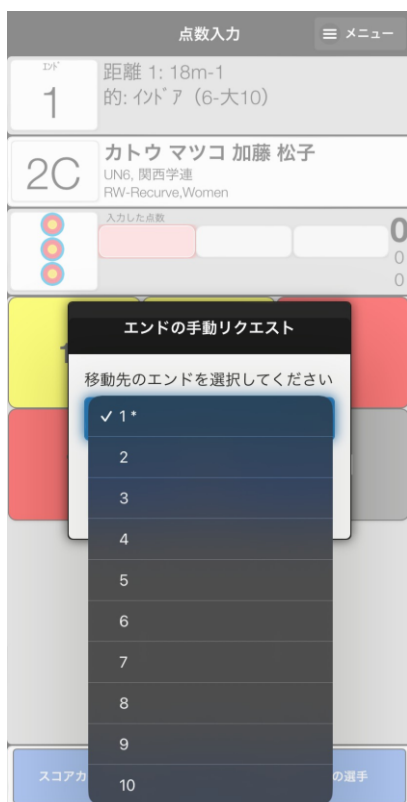 点数入力
≡ メニュー
エンド
1
距離 1: 18m-1
的: インドア（6-大10）
2C
カトウ マツコ 加藤 松子
UN6, 関西学連
RW-Recurve,Women
入力した点数
0
0
0
エンドの手動リクエスト
移動先のエンドを選択してください
✓ 1 *
2
3
4
5
6
7
8
9
10
スコアカ
の選手